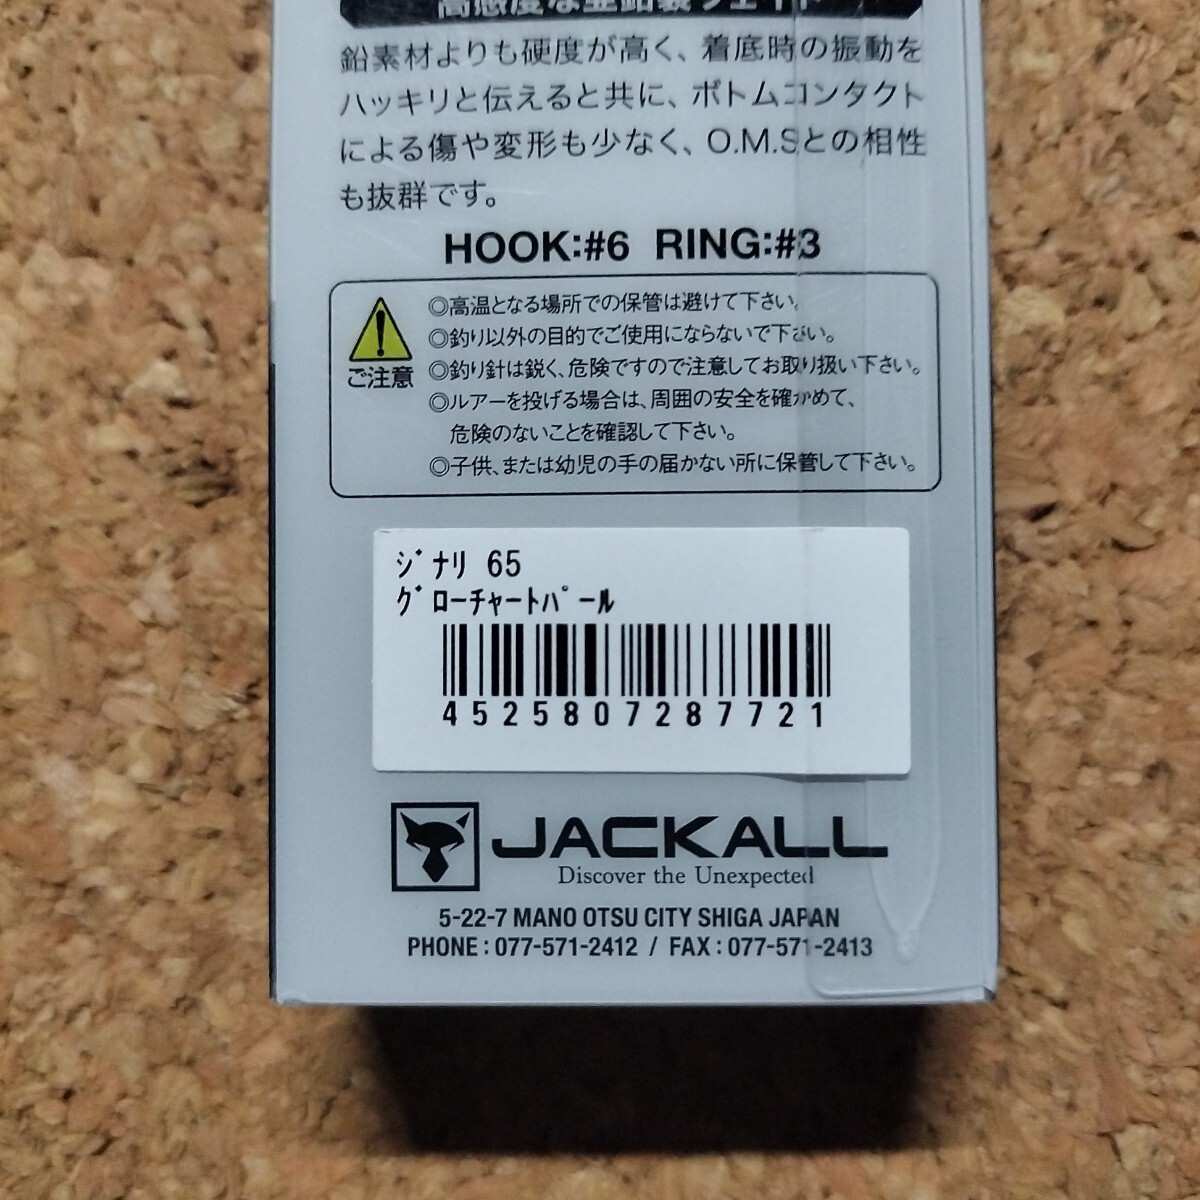 高感度な亜鉛製ウェイト
鉛素材よりも硬度が高く、着底時の振動を
ハッキリと伝えると共に、ボトムコンタクト
による傷や変形も少なく、O.M.Sとの相性
も抜群です。
HOOK:#6 RING:#3
ご注意
◎高温となる場所での保管は避けて下さい。
◎釣り以外の目的でご使用にならないで下さい。
◎釣り針は鋭く、危険ですので注意してお取り扱い下さい。
◎ルアーを投げる場合は、周囲の安全を確かめて、
危険のないことを確認して下さい。
◎子供、または幼児の手の届かない所に保管して下さい。
ｼﾞﾅﾘ 65
ｸﾞﾛｰﾁｬｰﾄﾊﾟｰﾙ
4525807287721
JACKALL
Discover the Unexpected
5-22-7 MANO OTSU CITY SHIGA JAPAN
PHONE : 077-571-2412 / FAX : 077-571-2413